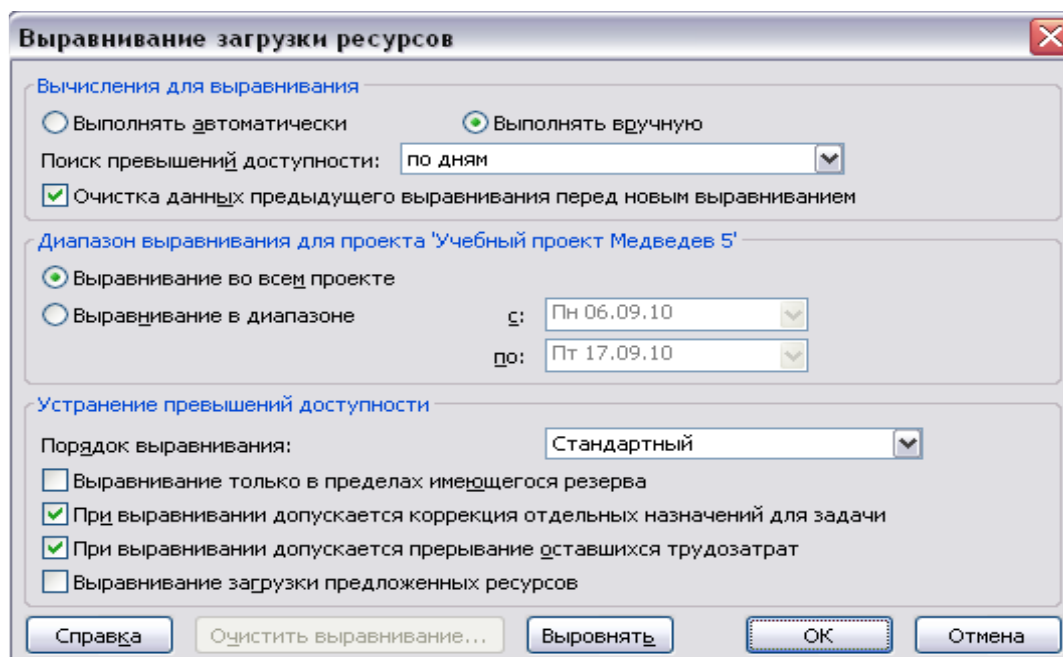 Выравнивание загрузки ресурсов
Вычисления для выравнивания
Выполнять автоматически Выполнять вручную
Поиск превышений доступности: по дням
Очистка данных предыдущего выравнивания перед новым выравниванием
Диапазон выравнивания для проекта 'Учебный проект Медведев 5'
Выравнивание во всем проекте
Выравнивание в диапазоне с: Пн 06.09.10
по: Пт 17.09.10
Устранение превышений доступности
Порядок выравнивания: Стандартный
Выравнивание только в пределах имеющегося резерва
При выравнивании допускается коррекция отдельных назначений для задачи
При выравнивании допускается прерывание оставшихся трудозатрат
Выравнивание загрузки предложенных ресурсов
Справка Очистить выравнивание... Выровнять ОК Отмена